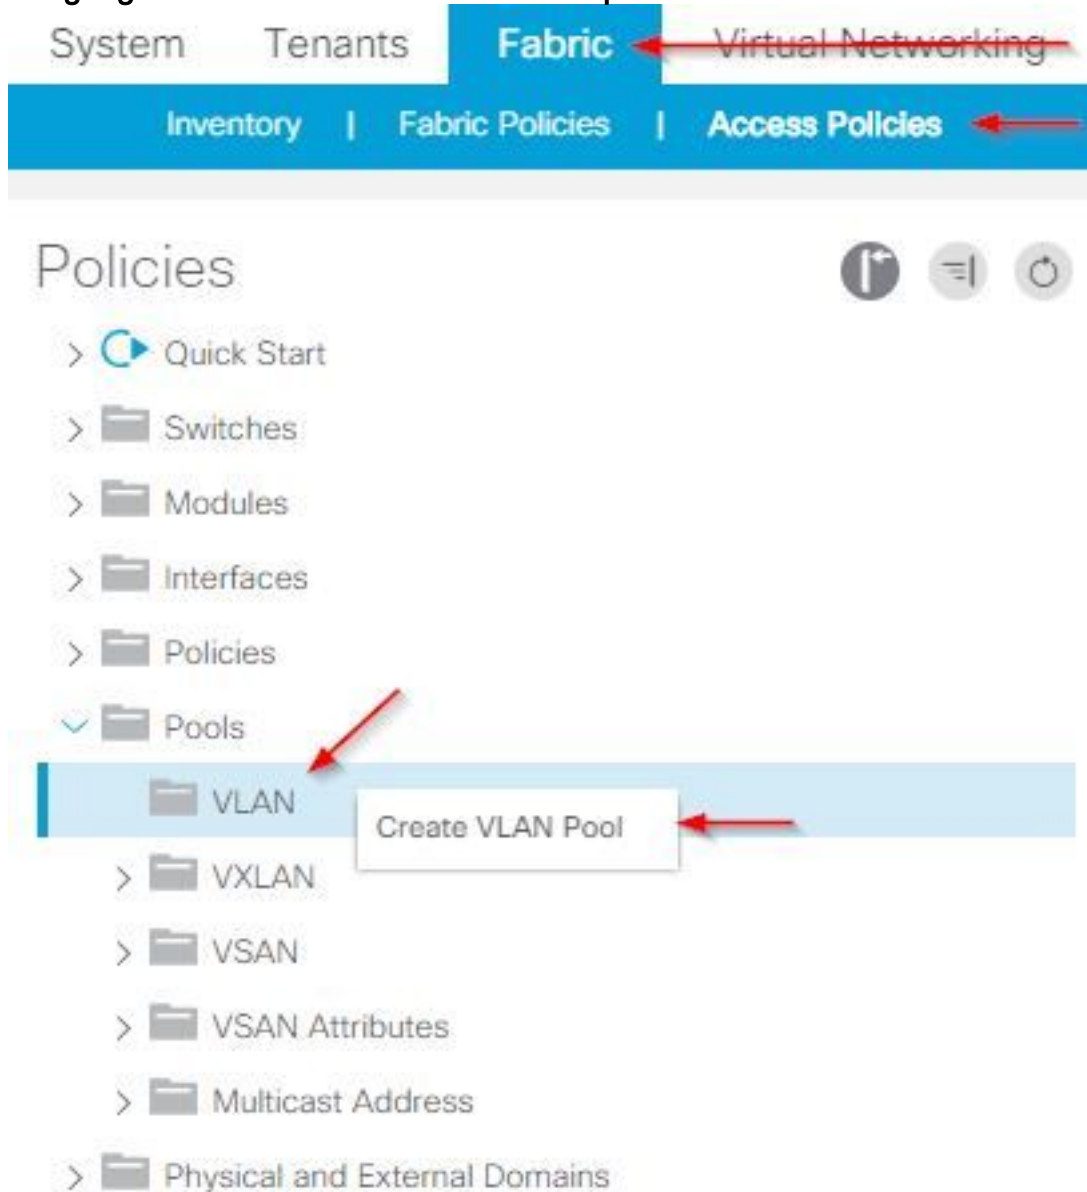 System Tenants Fabric Virtual Networking
Inventory | Fabric Policies | Access Policies
Policies
Quick Start
Switches
Modules
Interfaces
Policies
Pools
VLAN
Create VLAN Pool
VXLAN
VSAN
VSAN Attributes
Multicast Address
Physical and External Domains